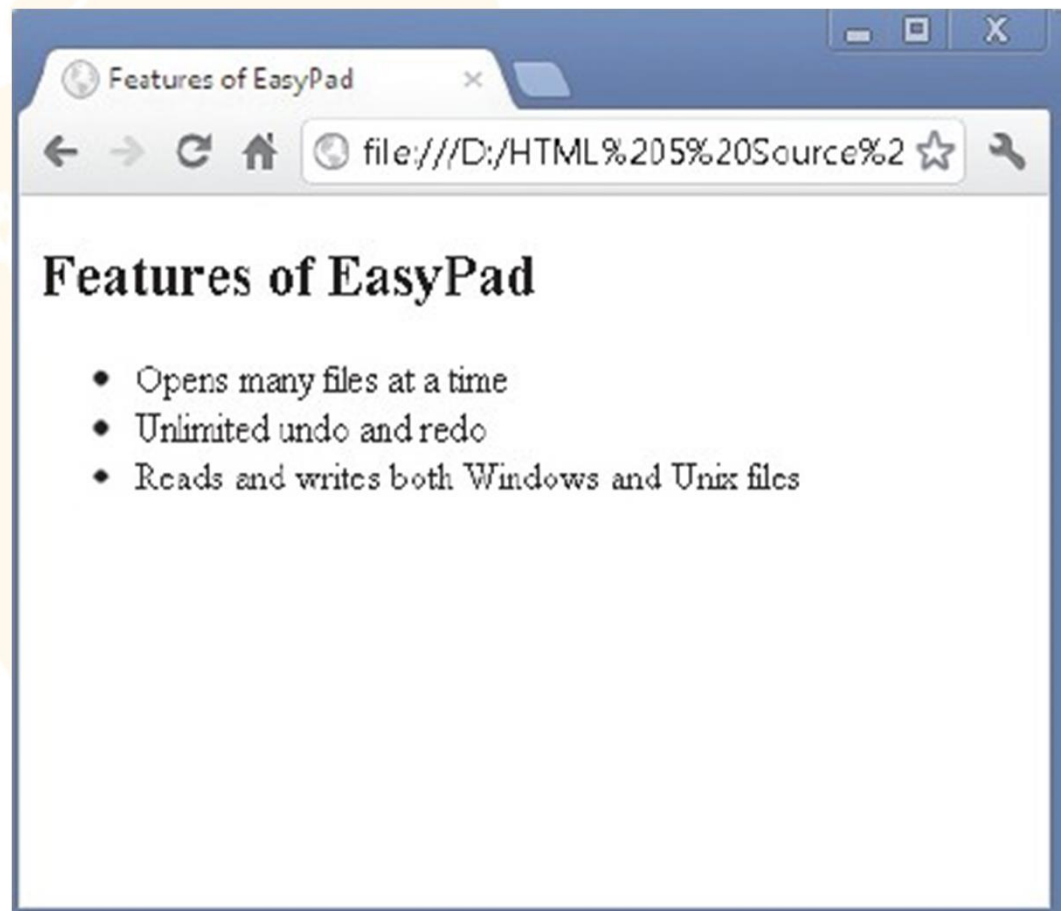 Features of EasyPad
file:///D:/HTML%205%20Source%2
Features of EasyPad
• Opens many files at a time
• Unlimited undo and redo
• Reads and writes both Windows and Unix files